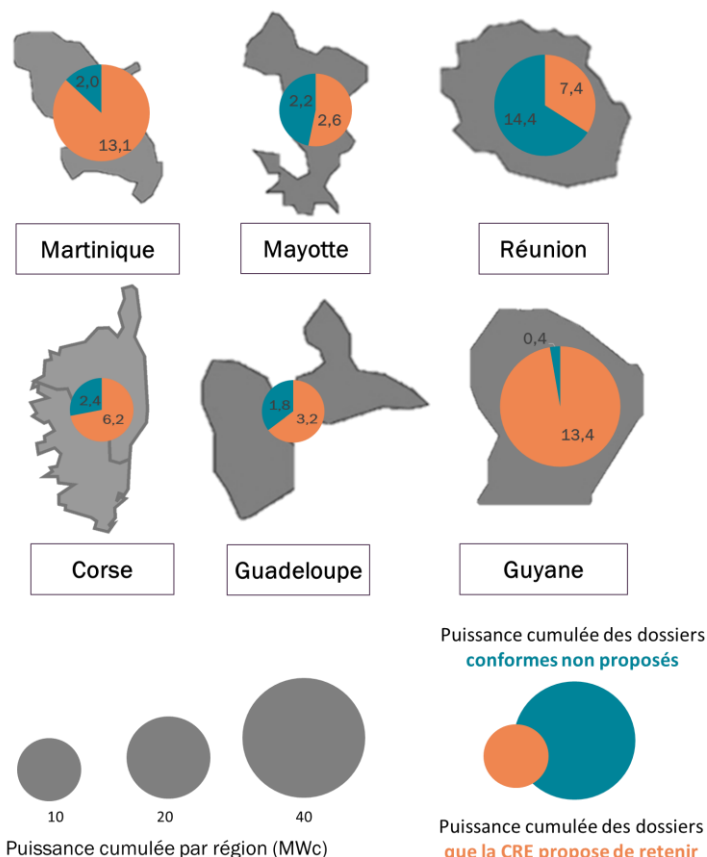 2,0
13,1
Martinique
2,2
2,6
Mayotte
7,4
14,4
Réunion
2,4
6,2
Corse
1,8
3,2
Guadeloupe
0,4
13,4
Guyane
10
20
40
Puissance cumulée par région (MWc)
Puissance cumulée des dossiers
conformes non proposés
Puissance cumulée des dossiers
que la CRE propose de retenir